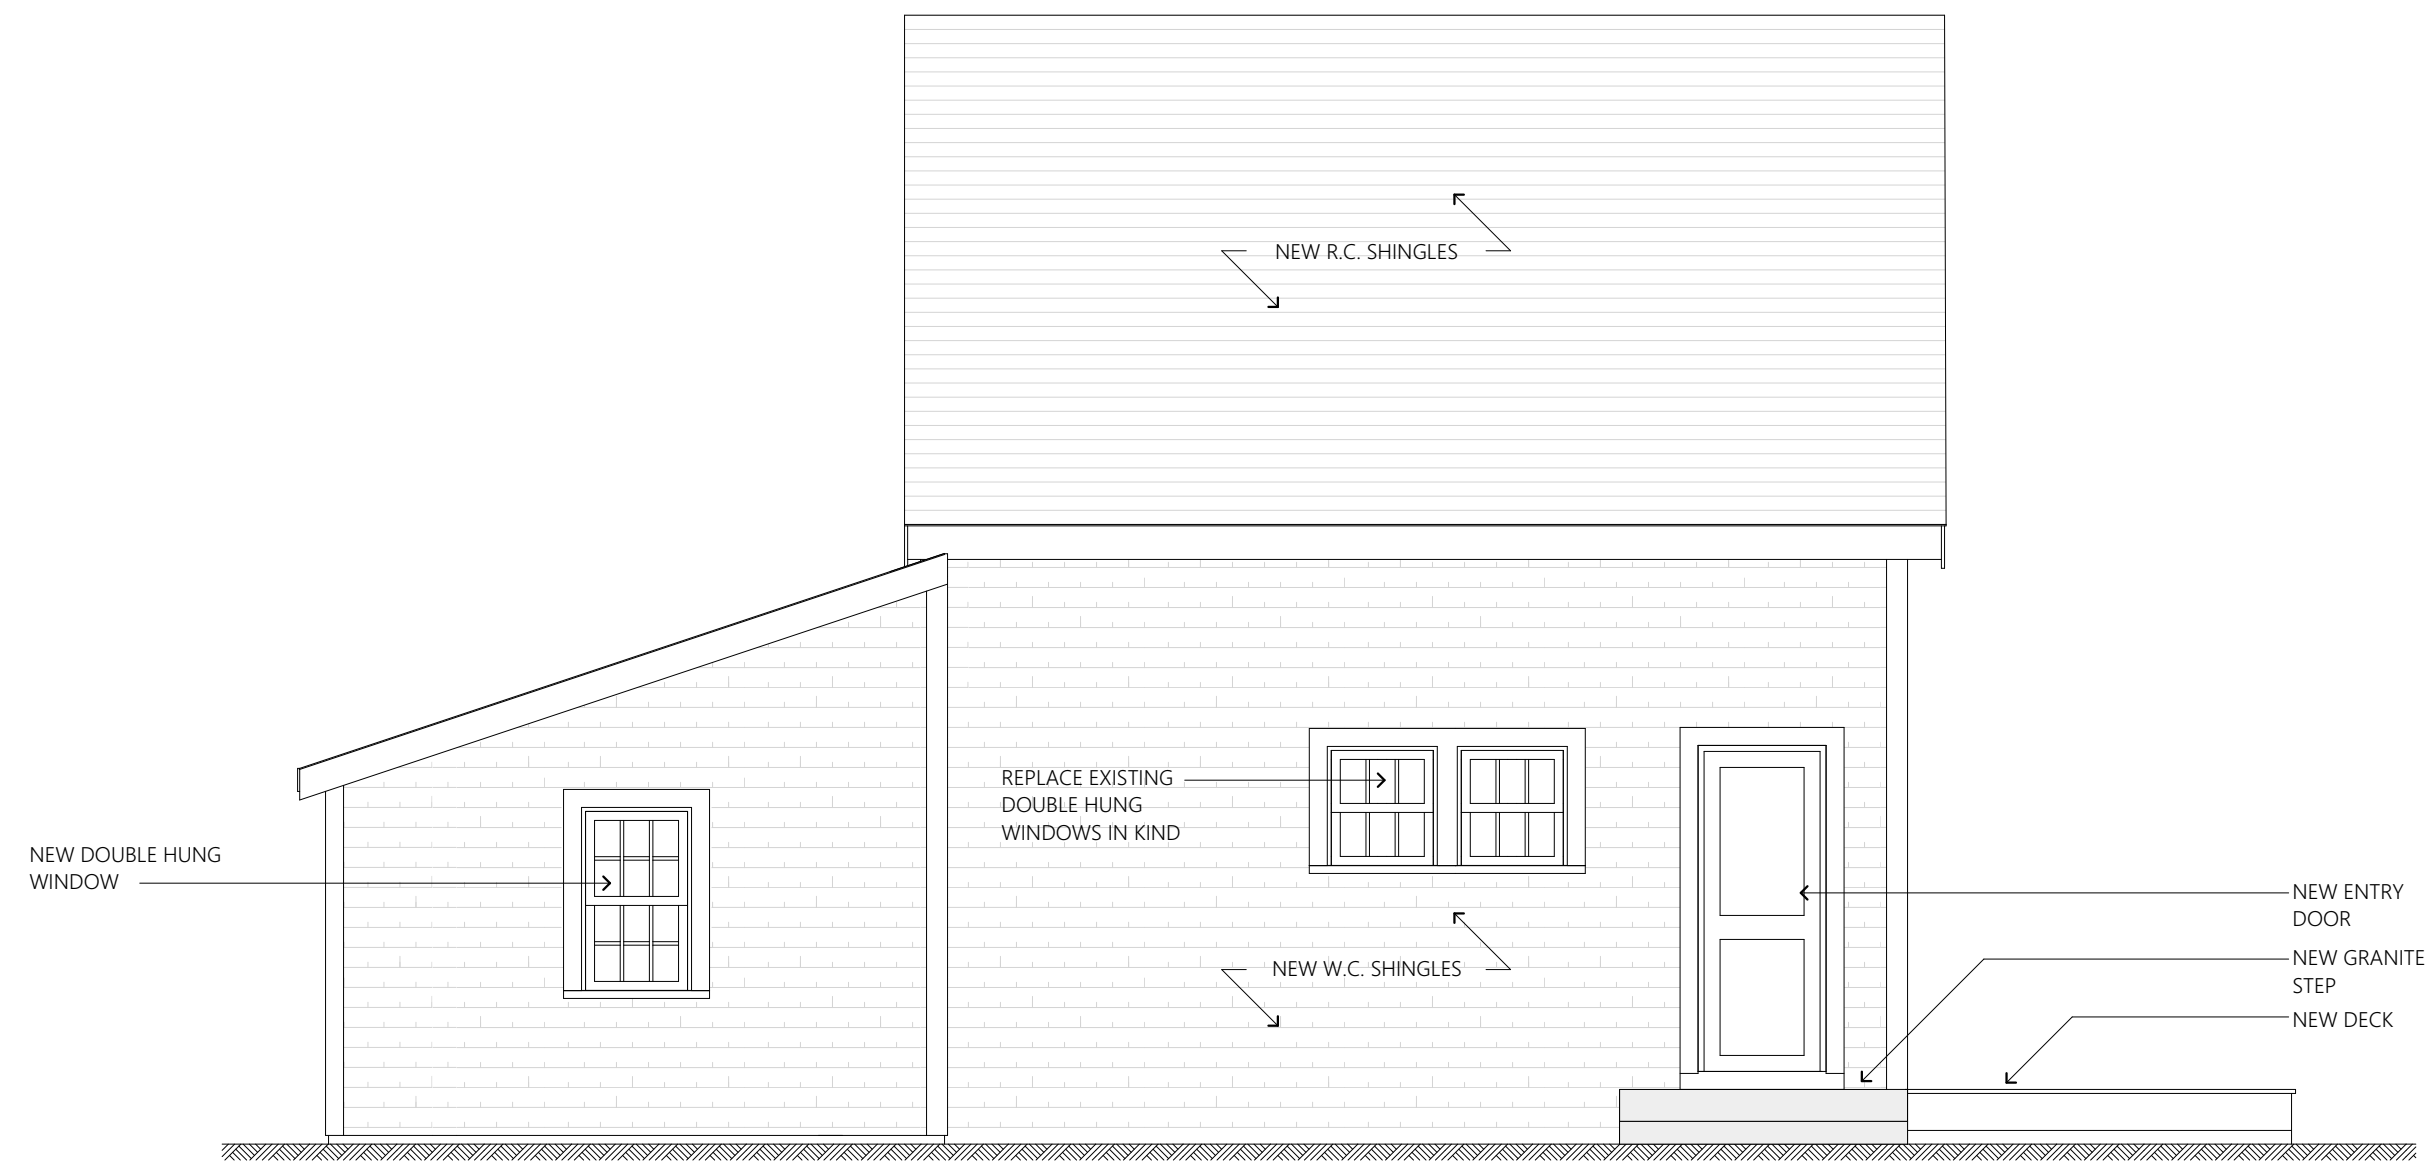 NEW R.C. SHINGLES
REPLACE EXISTING
DOUBLE HUNG
WINDOWS IN KIND
NEW DOUBLE HUNG
WINDOW
NEW W.C. SHINGLES
NEW ENTRY
DOOR
NEW GRANITE
STEP
NEW DECK